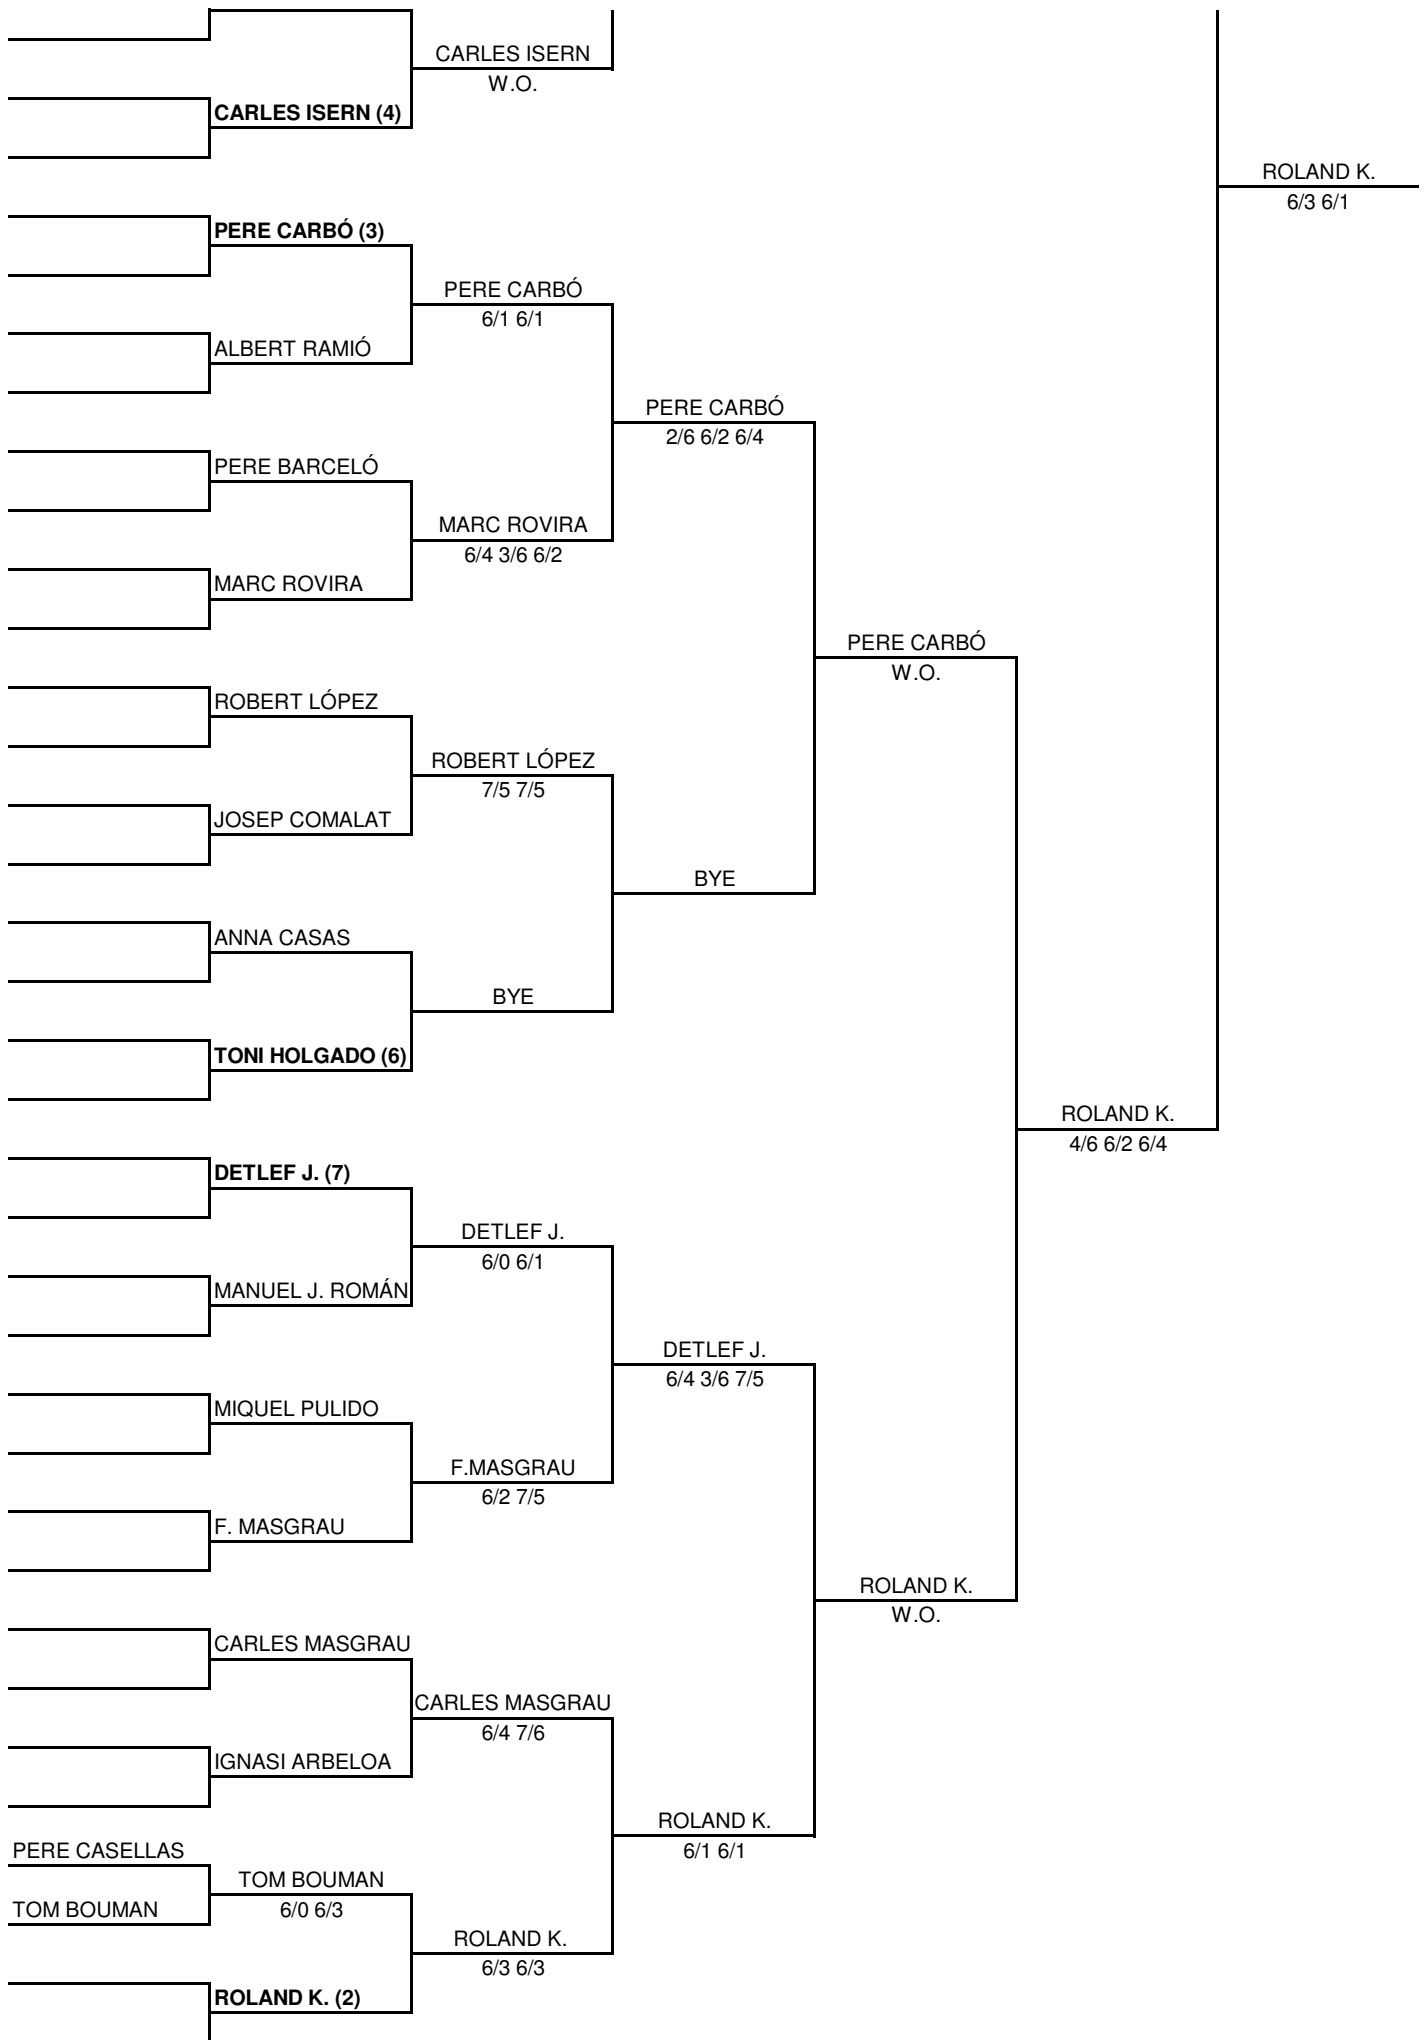 CARLES ISERN
W.O.
CARLES ISERN (4)
ROLAND K.
6/3 6/1
PERE CARBÓ (3)
PERE CARBÓ
6/1 6/1
ALBERT RAMIÓ
PERE CARBÓ
2/6 6/2 6/4
PERE BARCELÓ
MARC ROVIRA
6/4 3/6 6/2
MARC ROVIRA
PERE CARBÓ
W.O.
ROBERT LÓPEZ
ROBERT LÓPEZ
7/5 7/5
JOSEP COMALAT
BYE
ANNA CASAS
BYE
TONI HOLGADO (6)
ROLAND K.
4/6 6/2 6/4
DETLEF J. (7)
DETLEF J.
6/0 6/1
MANUEL J. ROMÁN
DETLEF J.
6/4 3/6 7/5
MIQUEL PULIDO
F.MASGRAU
6/2 7/5
F. MASGRAU
ROLAND K.
W.O.
CARLES MASGRAU
CARLES MASGRAU
6/4 7/6
IGNASI ARBELOA
ROLAND K.
6/1 6/1
PERE CASELLAS
TOM BOUMAN
6/0 6/3
TOM BOUMAN
ROLAND K.
6/3 6/3
ROLAND K. (2)